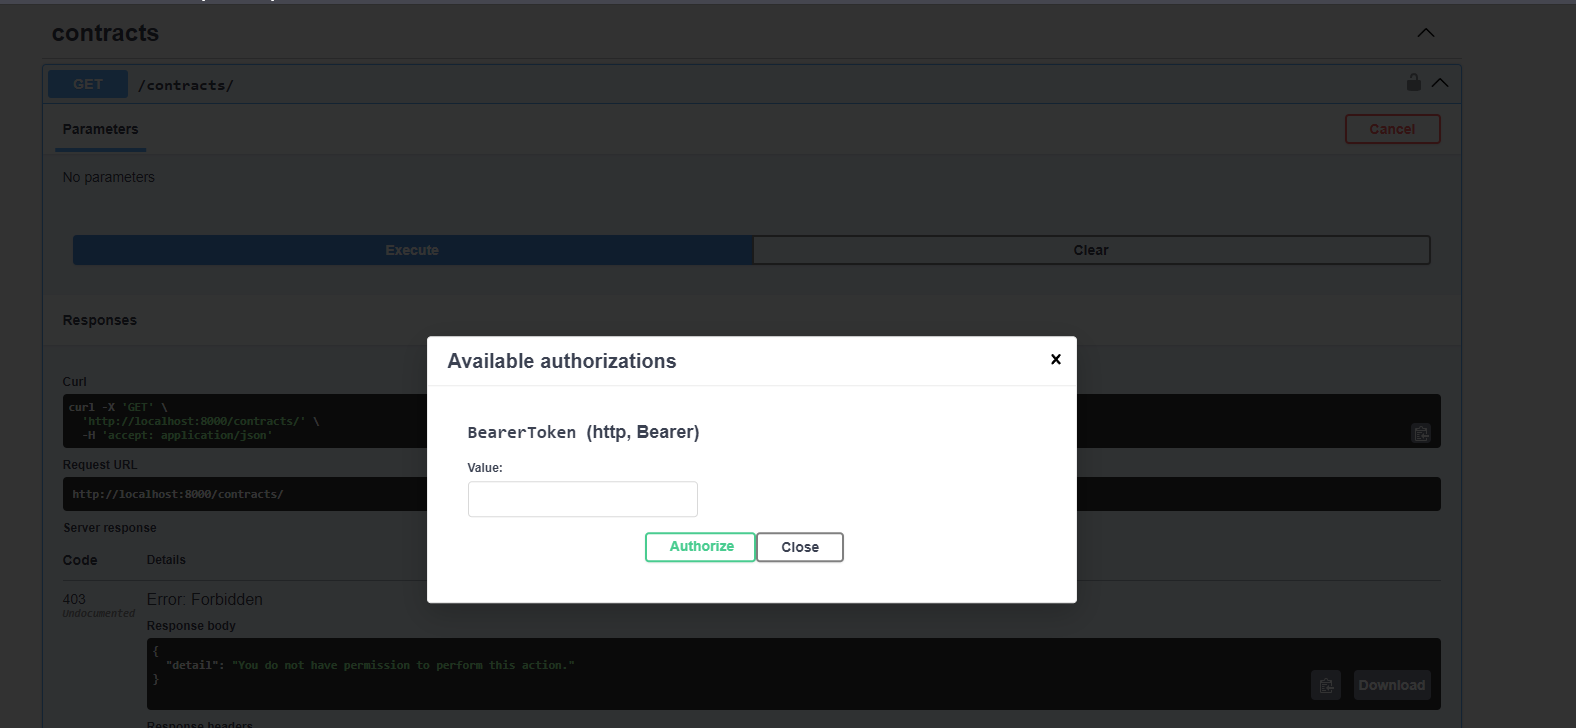 contracts
GET /contracts/
Parameters
Cancel
No parameters
Execute
Clear
Responses
Available authorizations
Curl
curl -X 'GET' \
'http://localhost:8000/contracts/' \
-H 'accept: application/json'
BearerToken (http, Bearer)
Request URL
Value:
http://localhost:8000/contracts/
Server response
Authorize
Close
Code
Details
403
Undocumented
Error: Forbidden
Response body
{
"detail": "You do not have permission to perform this action."
}
Download
Response headers